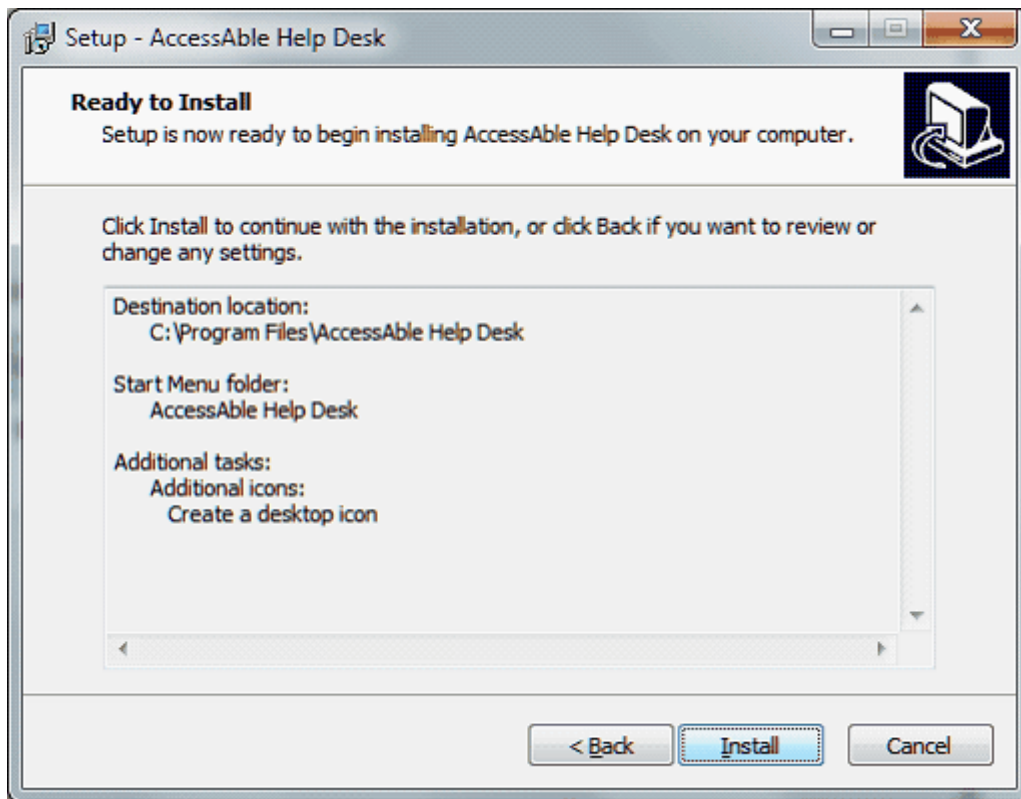 Setup - AccessAble Help Desk
Ready to Install
Setup is now ready to begin installing AccessAble Help Desk on your computer.
Click Install to continue with the installation, or click Back if you want to review or
change any settings.
Destination location:
C:\Program Files\AccessAble Help Desk
Start Menu folder:
AccessAble Help Desk
Additional tasks:
Additional icons:
Create a desktop icon
< Back
Install
Cancel